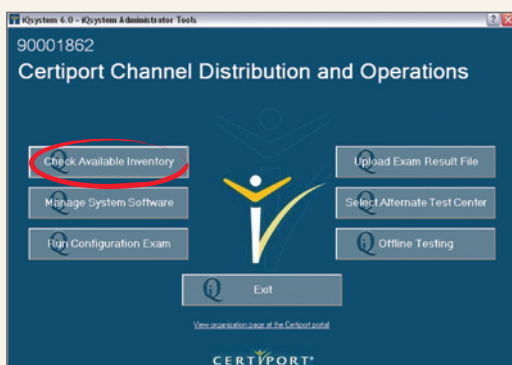 iQsystem 6.0 - iQsystem Administrator Tools
90001862
Certiport Channel Distribution and Operations
Check Available Inventory
Manage System Software
Run Configuration Exam
Upload Exam Result File
Select Alternate Test Center
Offline Testing
Exit
View organization page at the Certiport portal
CERTIPORT